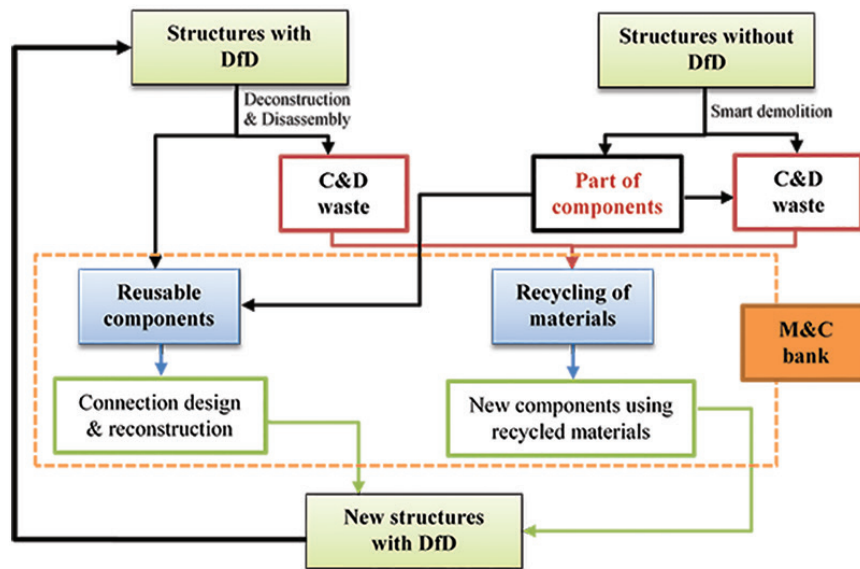 Structures with
DfD
Structures without
DfD
Deconstruction
& Disassembly
Smart demolition
C&D
waste
Part of
components
C&D
waste
Reusable
components
Recycling of
materials
M&C
bank
Connection design
& reconstruction
New components using
recycled materials
New structures
with DfD